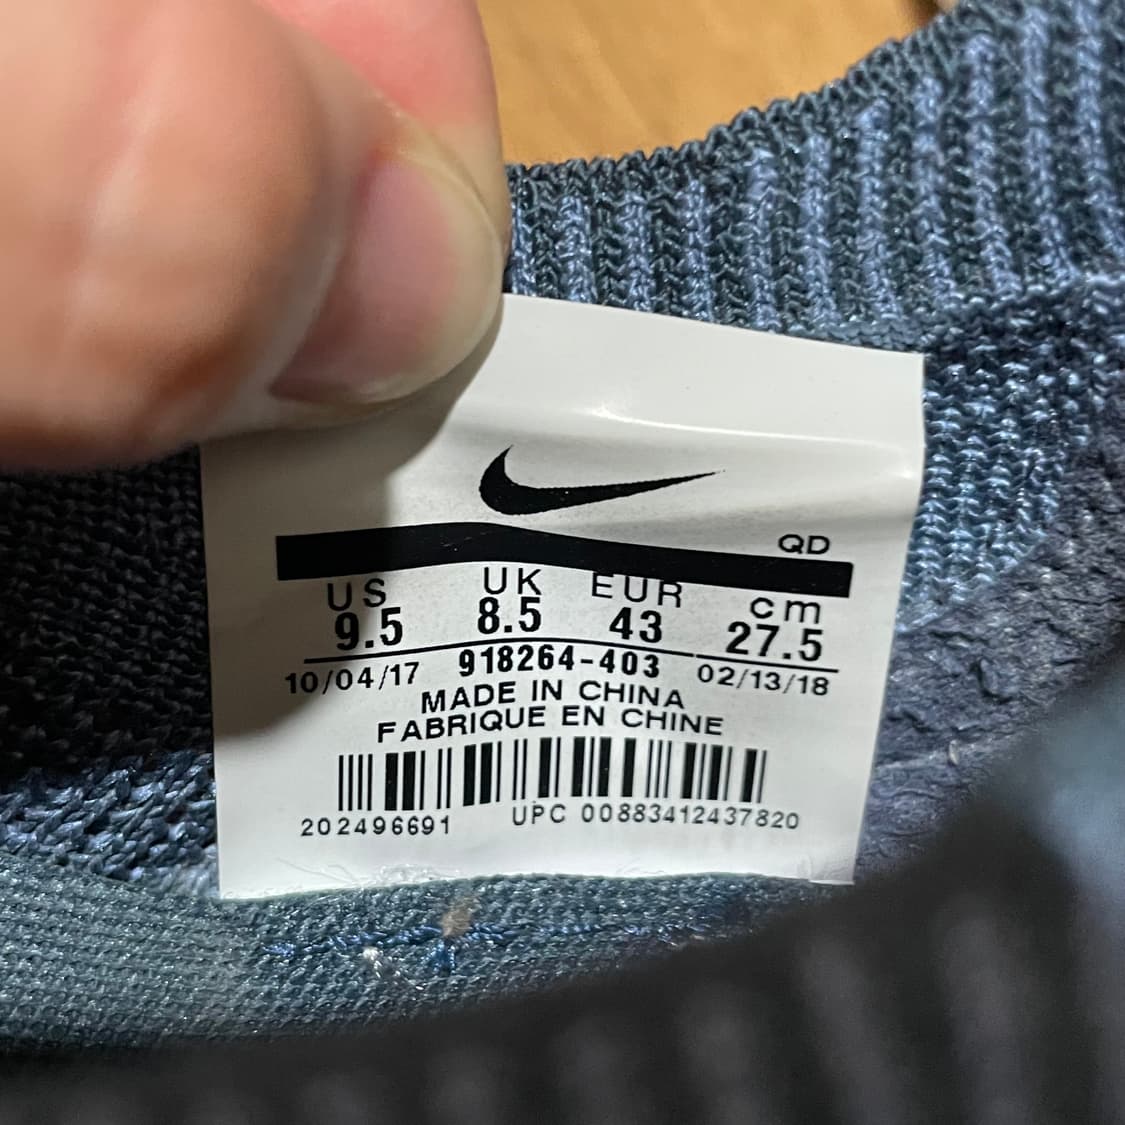 QD
US UK EUR cm
9.5 8.5 43 27.5
10/04/17 918264-403 02/13/18
MADE IN CHINA
FABRIQUE EN CHINE
202496691 UPC 00883412437820